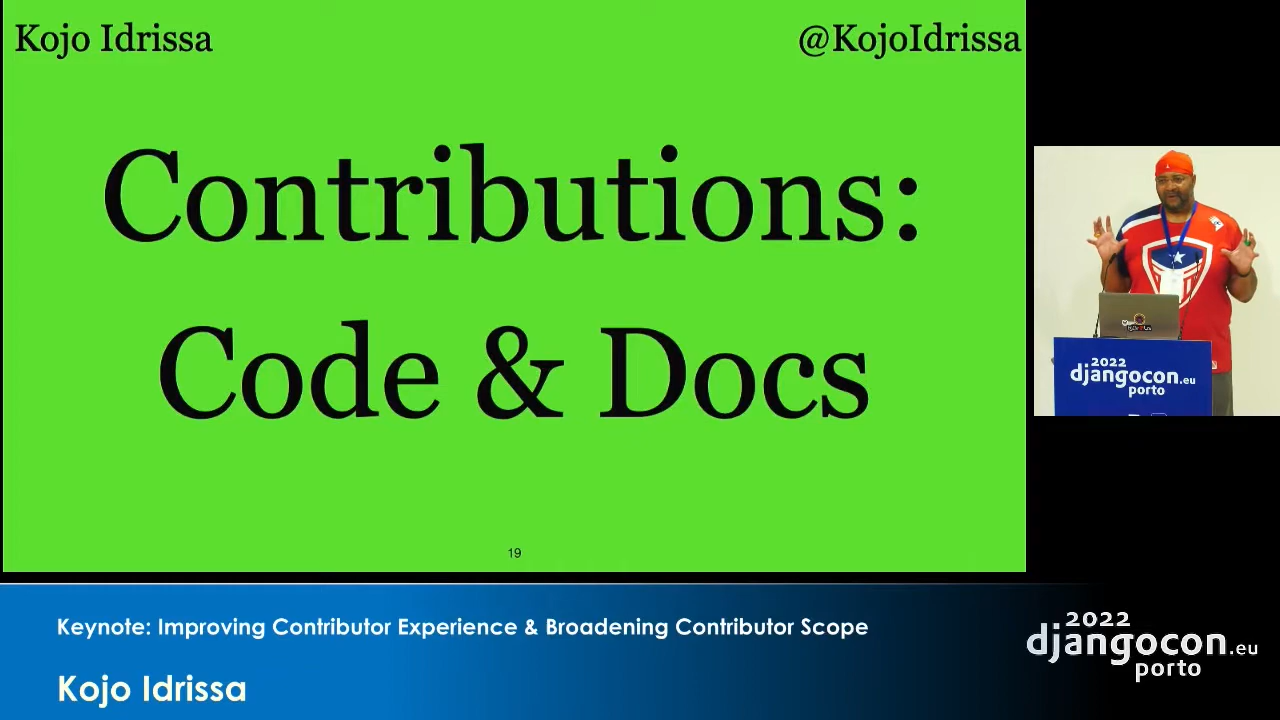 Kojo Idrissa
@KojoIdrissa
Contributions:
Code & Docs
19
2022
djangocon.eu
porto
Keynote: Improving Contributor Experience & Broadening Contributor Scope
Kojo Idrissa
2022
djangocon.eu
porto